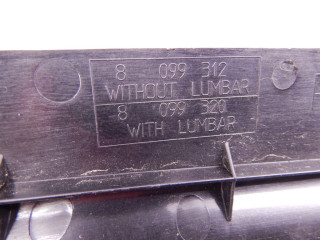 8 099 312
WITHOUT LUMBAR
8 099 320
WITH LUMBAR